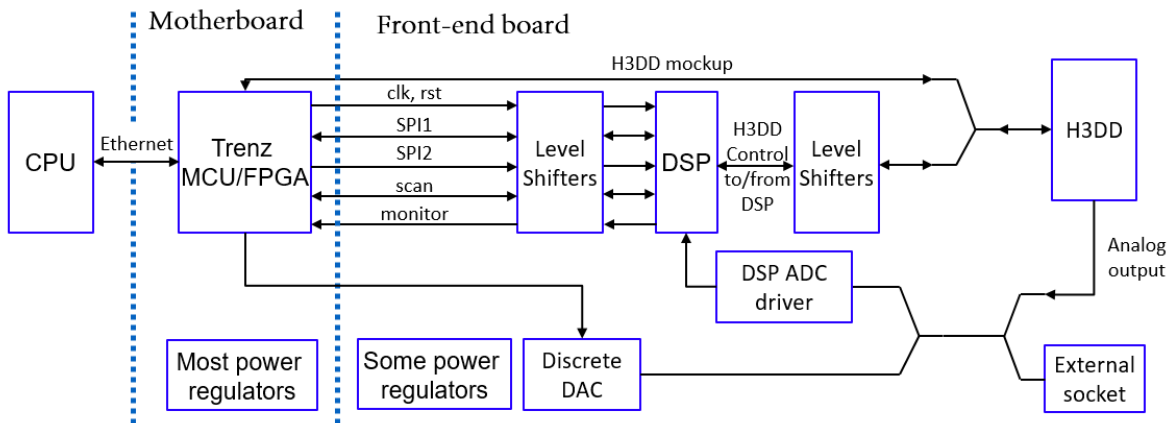 Motherboard
Front-end board
H3DD mockup
clk, rst
Ethernet
SPI1
SPI2
scan
monitor
CPU
Trenz
MCU/FPGA
Level
Shifters
DSP
H3DD
Control
to/from
DSP
Level
Shifters
H3DD
Analog
output
DSP ADC
driver
Most power
regulators
Some power
regulators
Discrete
DAC
External
socket